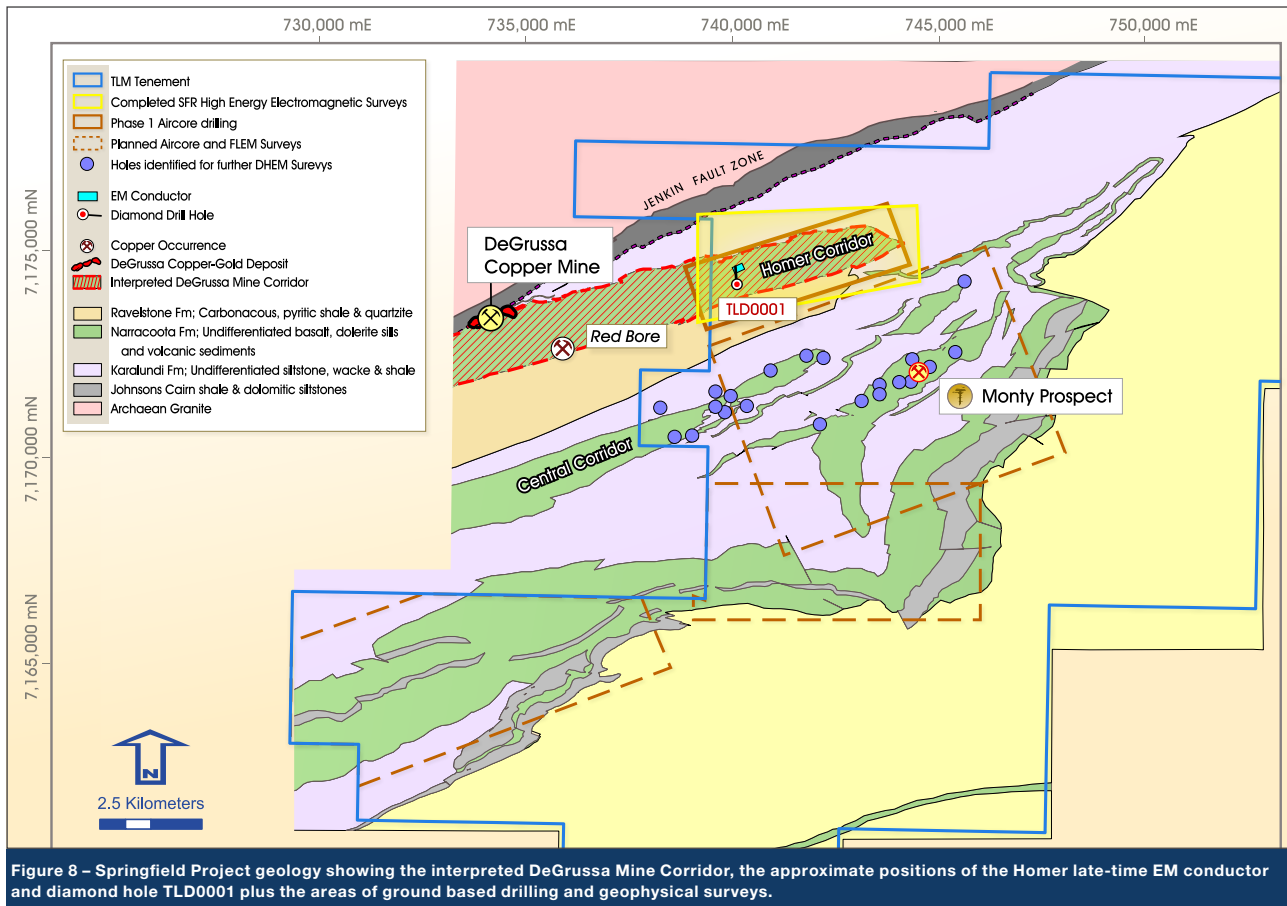 730,000 mE
735,000 mE
740,000 mE
745,000 mE
750,000 mE
TLM Tenement
Completed SFR High Energy Electromagnetic Surveys
Phase 1 Aircore drilling
Planned Aircore and FLEM Surveys
Holes identified for further DHEM Surevys
EM Conductor
Diamond Drill Hole
Copper Occurrence
DeGrussa Copper-Gold Deposit
Interpreted DeGrussa Mine Corridor
Ravelstone Fm; Carbonacous, pyritic shale & quartzite
Narracoota Fm; Undifferentiated basalt, dolerite sills
and volcanic sediments
Karalundi Fm; Undifferentiated siltstone, wacke & shale
Johnsons Cairn shale & dolomitic siltstones
Archaean Granite
JENKIN FAULT ZONE
7,175,000 mN
DeGrussa
Copper Mine
Homer Corridor
TLD0001
Red Bore
Monty Prospect
7,170,000 mN
Central Corridor
7,165,000 mN
N
2.5 Kilometers
Figure 8 – Springfield Project geology showing the interpreted DeGrussa Mine Corridor, the approximate positions of the Homer late-time EM conductor
and diamond hole TLD0001 plus the areas of ground based drilling and geophysical surveys.